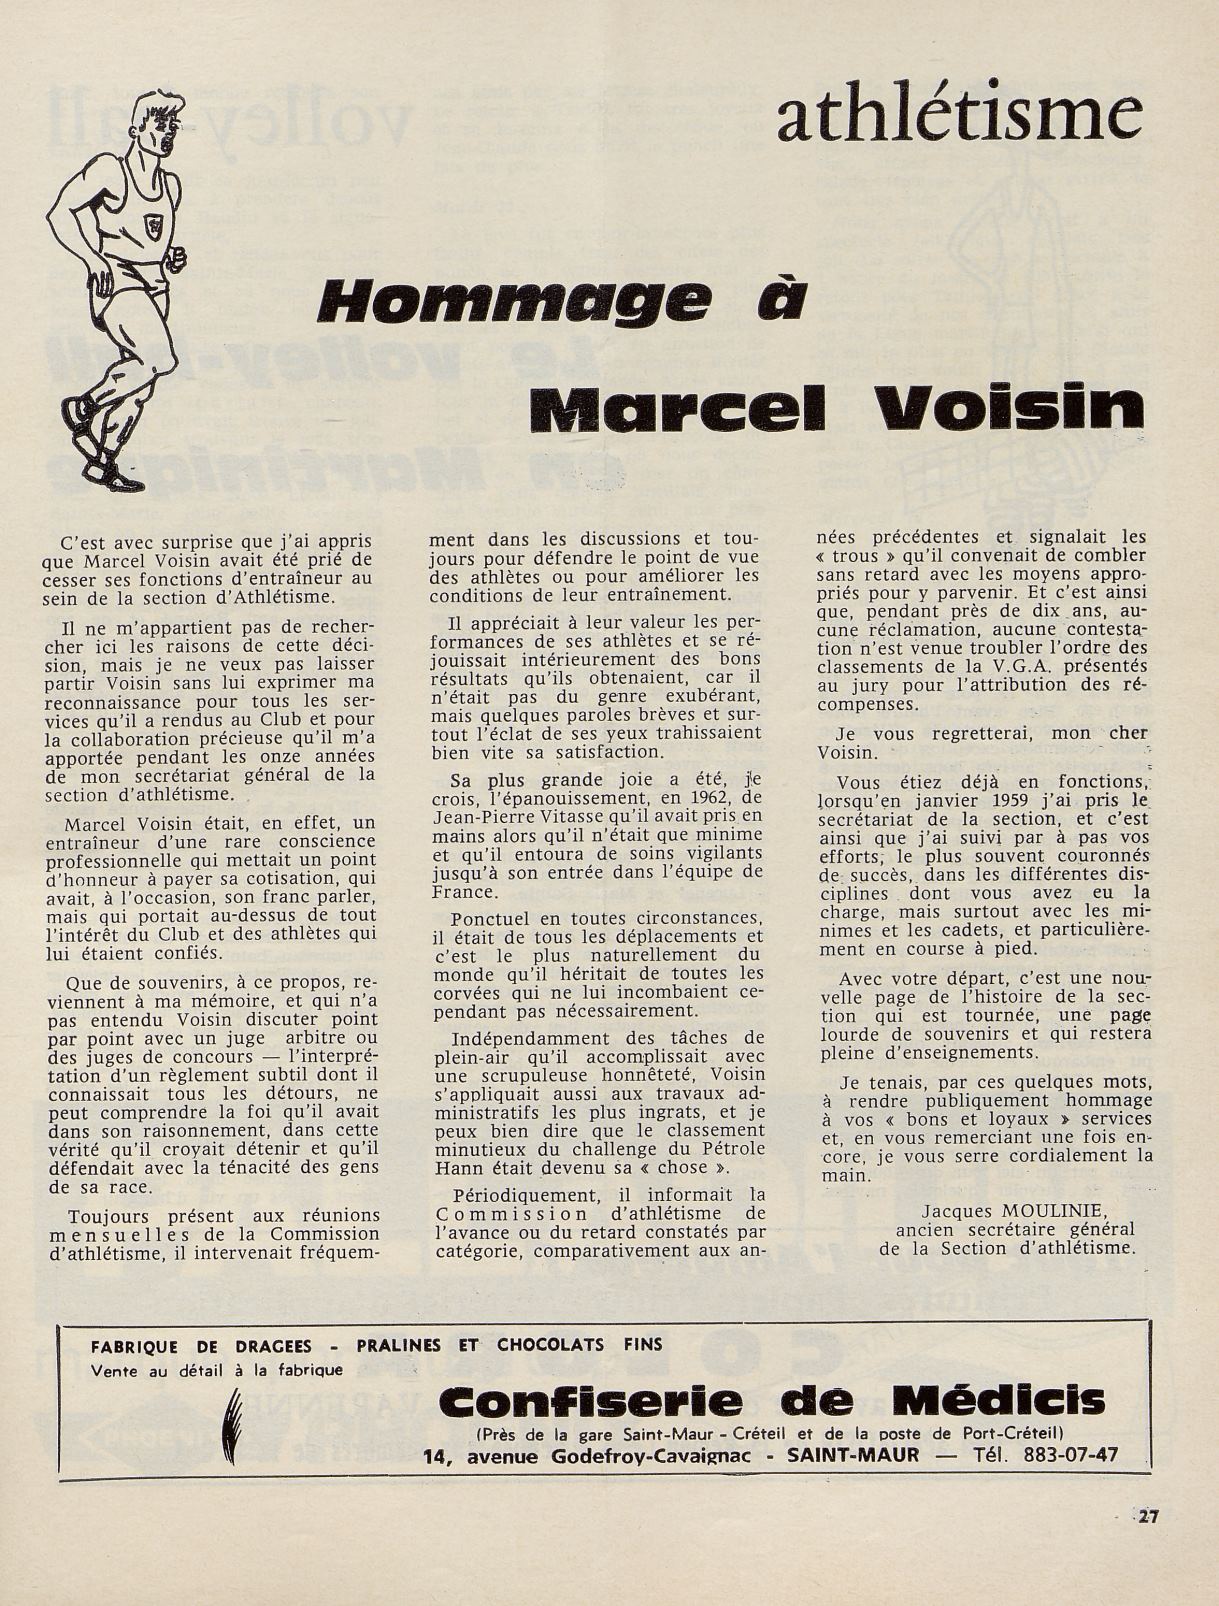 athlétisme
Hommage à
Marcel Voisin
C'est avec surprise que j'ai appris
que Marcel Voisin avait été prié de
cesser ses fonctions d'entraîneur au
sein de la section d'Athlétisme.
Il ne m'appartient pas de recher-
cher ici les raisons de cette déci-
sion, mais je ne veux pas laisser
partir Voisin sans lui exprimer ma
reconnaissance pour tous les ser-
vices qu'il a rendus au Club et pour
la collaboration précieuse qu'il m'a
apportée pendant les onze années
de mon secrétariat général de la
section d'athlétisme.
Marcel Voisin était, en effet, un
entraîneur d'une rare conscience
professionnelle qui mettait un point
d'honneur à payer sa cotisation, qui
avait, à l'occasion, son franc parler,
mais qui portait au-dessus de tout
l'intérêt du Club et des athlètes qui
lui étaient confiés.
Que de souvenirs, à ce propos, re-
viennent à ma mémoire, et qui n'a
pas entendu Voisin discuter point
par point avec un juge arbitre ou
des juges de concours — l'interpré-
tation d'un règlement subtil dont il
connaissait tous les détours, ne
peut comprendre la foi qu'il avait
dans son raisonnement, dans cette
vérité qu'il croyait détenir et qu'il
défendait avec la ténacité des gens
de sa race.
Toujours présent aux réunions
mensuelles de la Commission
d'athlétisme, il intervenait fréquem-
ment dans les discussions et tou-
jours pour défendre le point de vue
des athlètes ou pour améliorer les
conditions de leur entraînement.
Il appréciait à leur valeur les per-
formances de ses athlètes et se ré-
jouissait intérieurement des bons
résultats qu'ils obtenaient, car il
n'était pas du genre exubérant,
mais quelques paroles brèves et sur-
tout l'éclat de ses yeux trahissaient
bien vite sa satisfaction.
Sa plus grande joie a été, je
crois, l'épanouissement, en 1962, de
Jean-Pierre Vitasse qu'il avait pris en
mains alors qu'il n'était que minime
et qu'il entoura de soins vigilants
jusqu'à son entrée dans l'équipe de
France.
Ponctuel en toutes circonstances,
il était de tous les déplacements et
c'est le plus naturellement du
monde qu'il héritait de toutes les
corvées qui ne lui incombaient ce-
pendant pas nécessairement.
Indépendamment des tâches de
plein-air qu'il accomplissait avec
une scrupuleuse honnêteté, Voisin
s'appliquait aussi aux travaux ad-
ministratifs les plus ingrats, et je
peux bien dire que le classement
minutieux du challenge du Pétrole
Hann était devenu sa « chose ».
Périodiquement, il informait la
Commission d'athlétisme de
l'avance ou du retard constatés par
catégorie, comparativement aux an-
nées précédentes et signalait les
« trous » qu'il convenait de combler
sans retard avec les moyens appro-
priés pour y parvenir. Et c'est ainsi
que, pendant près de dix ans, au-
cune réclamation, aucune contesta-
tion n'est venue troubler l'ordre des
classements de la V.G.A. présentés
au jury pour l'attribution des ré-
compenses.
Je vous regretterai, mon cher
Voisin.
Vous étiez déjà en fonctions,
lorsqu'en janvier 1959 j'ai pris le
secrétariat de la section, et c'est
ainsi que j'ai suivi par à pas vos
efforts, le plus souvent couronnés
de succès, dans les différentes dis-
ciplines dont vous avez eu la
charge, mais surtout avec les mi-
nimes et les cadets, et particulière-
ment en course à pied.
Avec votre départ, c'est une nou-
velle page de l'histoire de la sec-
tion qui est tournée, une page
lourde de souvenirs et qui restera
pleine d'enseignements.
Je tenais, par ces quelques mots,
à rendre publiquement hommage
à vos « bons et loyaux » services
et, en vous remerciant une fois en-
core, je vous serre cordialement la
main.
Jacques MOULINIE,
ancien secrétaire général
de la Section d'athlétisme.
FABRIQUE DE DRAGEES - PRALINES ET CHOCOLATS FINS
Vente au détail à la fabrique
Confiserie de Médicis
(Près de la gare Saint-Maur - Créteil et de la poste de Port-Créteil)
14, avenue Godefroy-Cavaignac - SAINT-MAUR — Tél. 883-07-47
27